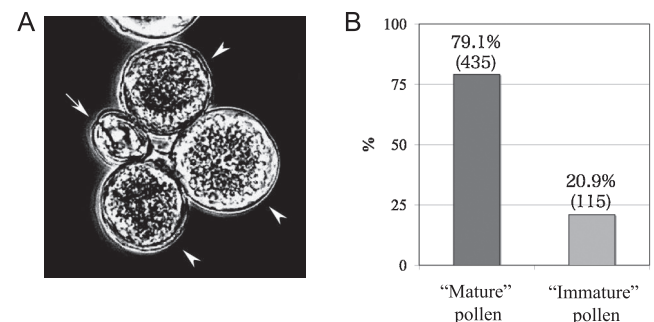 A
B
100
75
50
25
0
%
79.1%
(435)
20.9%
(115)
“Mature”
pollen
“Immature”
pollen